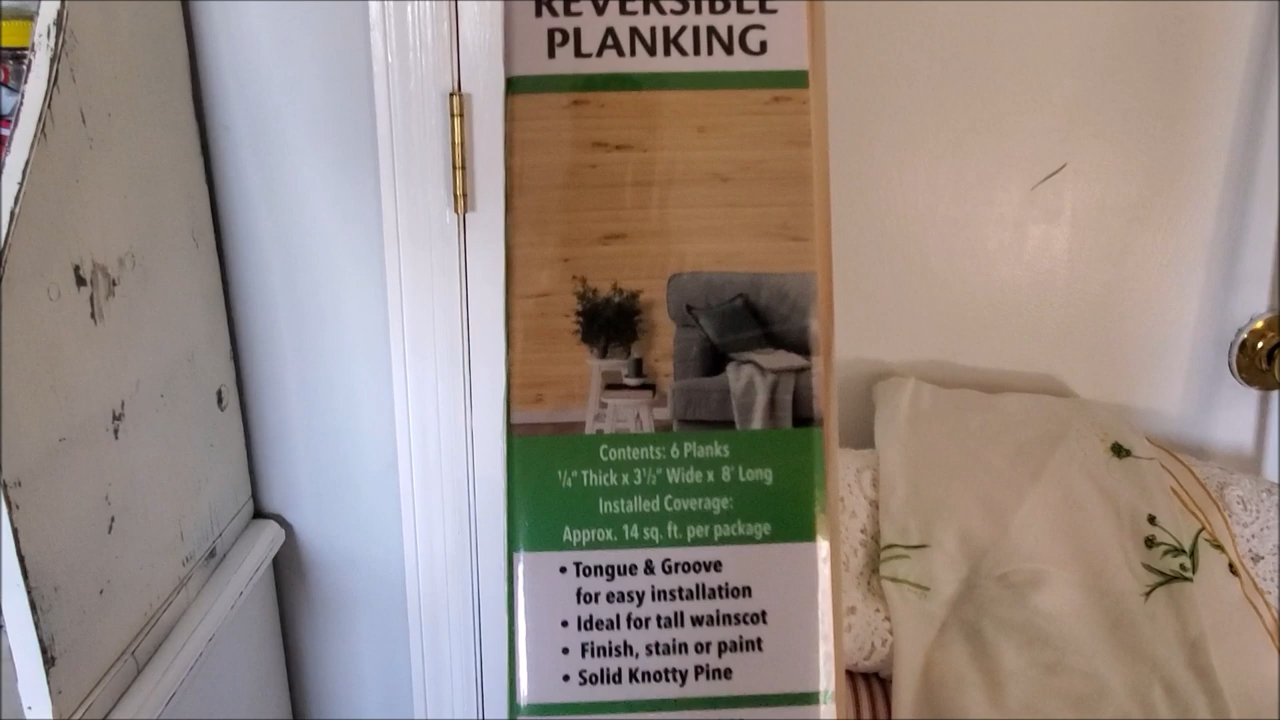 REVERSIBLE
PLANKING
Contents: 6 Planks
¼" Thick x 3½" Wide x 8' Long
Installed Coverage:
Approx. 14 sq. ft. per package
• Tongue & Groove
for easy installation
• Ideal for tall wainscot
• Finish, stain or paint
• Solid Knotty Pine